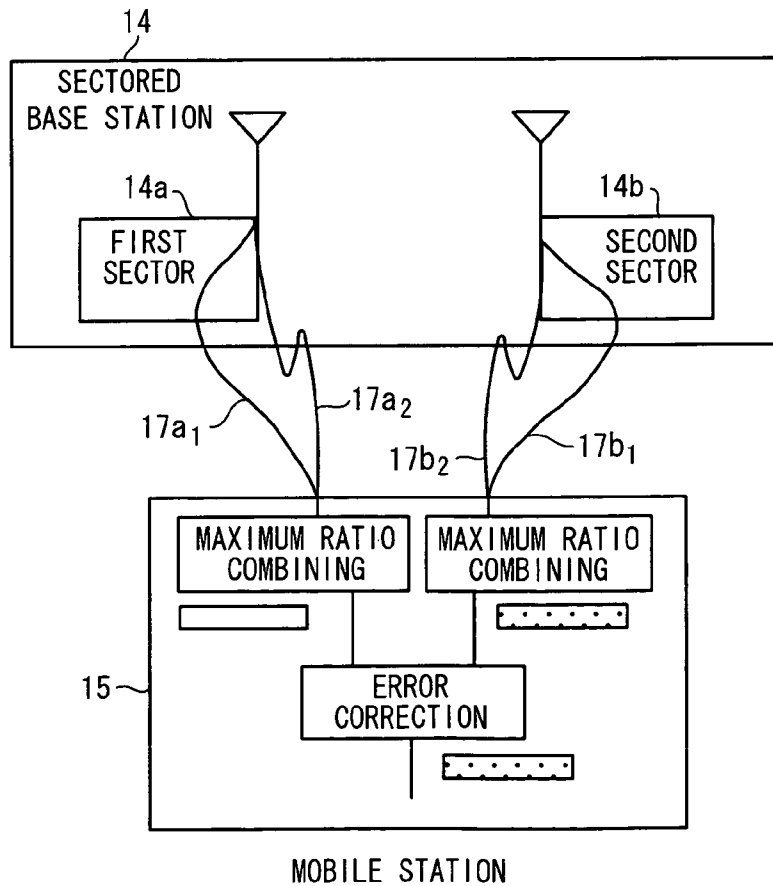 14
SECTORED
BASE STATION
14a
14b
FIRST
SECTOR
SECOND
SECTOR
17a₁
17a₂
17b₂
17b₁
MAXIMUM RATIO
COMBINING
MAXIMUM RATIO
COMBINING
15
ERROR
CORRECTION
MOBILE STATION